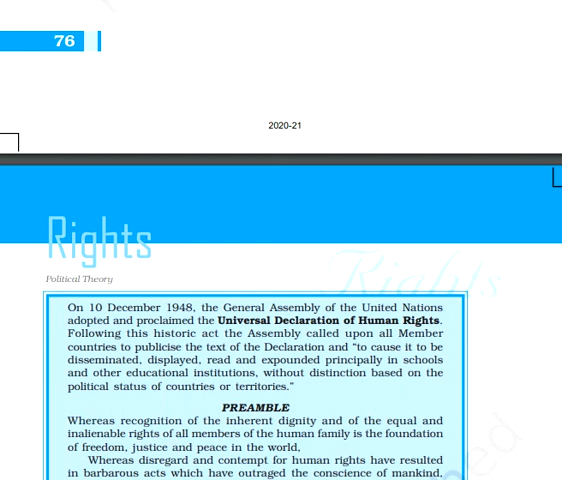 76
2020-21
Rights
Rights
Political Theory
On 10 December 1948, the General Assembly of the United Nations
adopted and proclaimed the Universal Declaration of Human Rights.
Following this historic act the Assembly called upon all Member
countries to publicise the text of the Declaration and “to cause it to be
disseminated, displayed, read and expounded principally in schools
and other educational institutions, without distinction based on the
political status of countries or territories.”
PREAMBLE
Whereas recognition of the inherent dignity and of the equal and
inalienable rights of all members of the human family is the foundation
of freedom, justice and peace in the world,
Whereas disregard and contempt for human rights have resulted
in barbarous acts which have outraged the conscience of mankind,